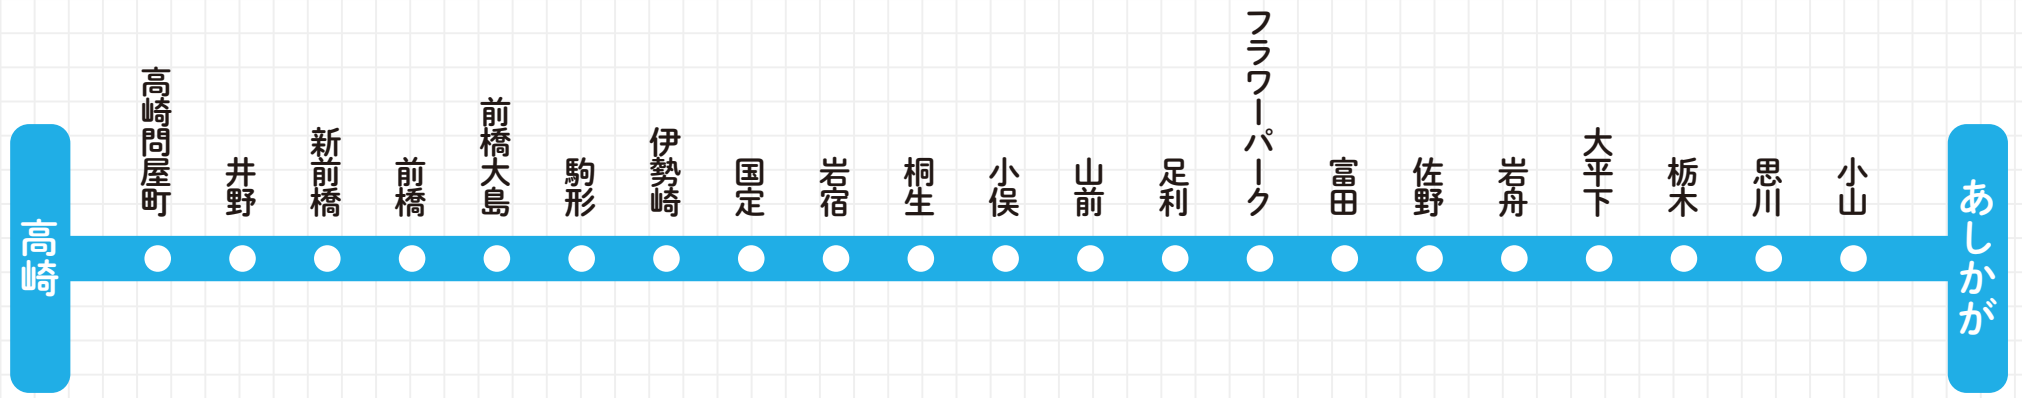 高崎
高崎問屋町
井野
新前橋
前橋
前橋大島
駒形
伊勢崎
国定
岩宿
桐生
小俣
山前
足利
フラワーパーク
富田
佐野
岩舟
大平下
栃木
思川
小山
あしかが